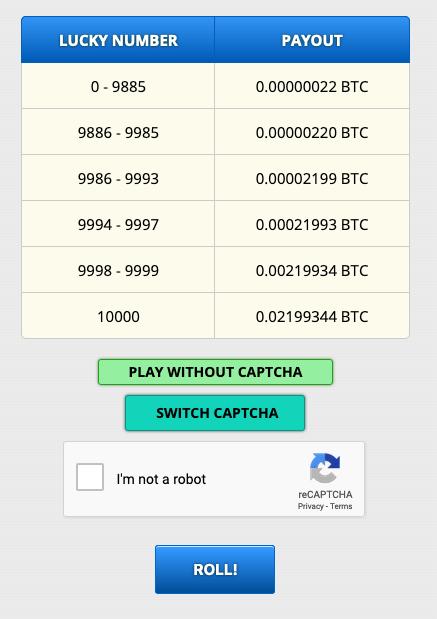 LUCKY NUMBER PAYOUT
0 - 9885 0.00000022 BTC
9886 - 9985 0.00000220 BTC
9986 - 9993 0.00002199 BTC
9994 - 9997 0.00021993 BTC
9998 - 9999 0.00219934 BTC
10000 0.02199344 BTC
PLAY WITHOUT CAPTCHA
SWITCH CAPTCHA
I'm not a robot
reCAPTCHA
Privacy - Terms
ROLL!